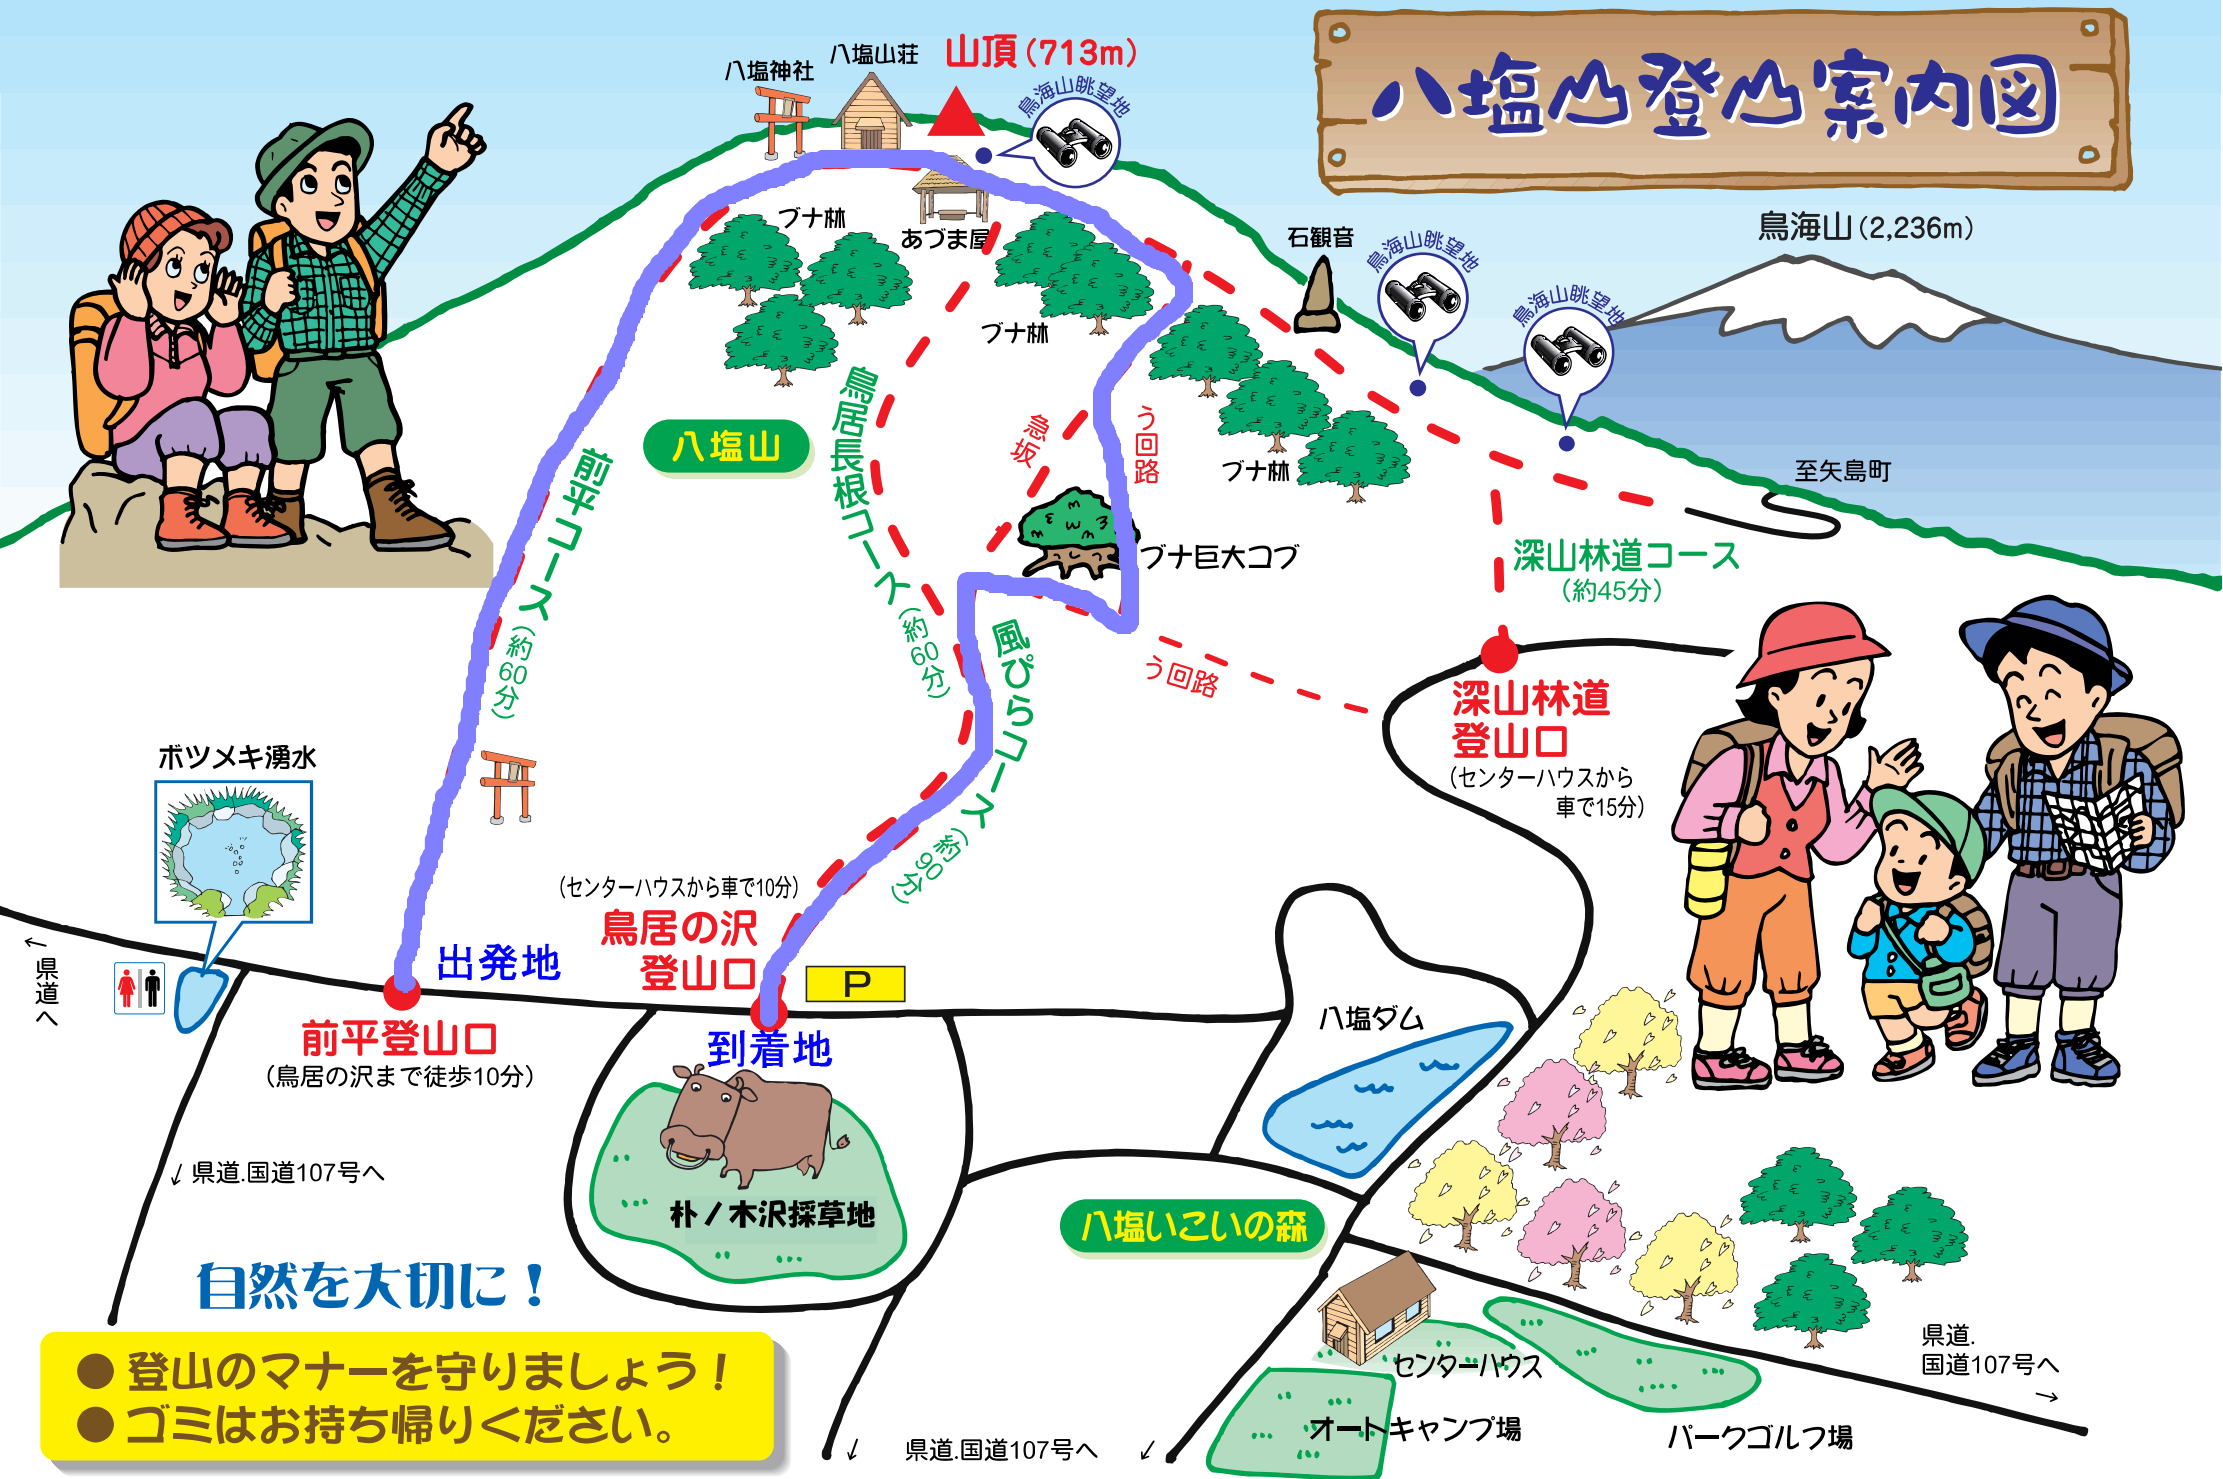 八塩山登山案内図
八塩神社
八塩山荘
山頂(713m)
鳥海山眺望地
鳥海山(2,236m)
ブナ林
あづま屋
ブナ林
石観音
鳥海山眺望地
鳥海山眺望地
ブナ林
至矢島町
八塩山
鳥居長根コース(約60分)
急坂
う回路
前平コース(約60分)
ブナ巨大コブ
深山林道コース
(約45分)
風ぴらコース(約90分)
う回路
深山林道
登山口
(センターハウスから
車で15分)
ボツメキ湧水
(センターハウスから車で10分)
鳥居の沢
登山口
出発地
P
←県道へ
前平登山口
(鳥居の沢まで徒歩10分)
到着地
八塩ダム
↙県道.国道107号へ
朴ノ木沢採草地
八塩いこいの森
自然を大切に!
● 登山のマナーを守りましょう!
● ゴミはお持ち帰りください。
センターハウス
オートキャンプ場
パークゴルフ場
県道.
国道107号へ
→
↙ 県道.国道107号へ ↙